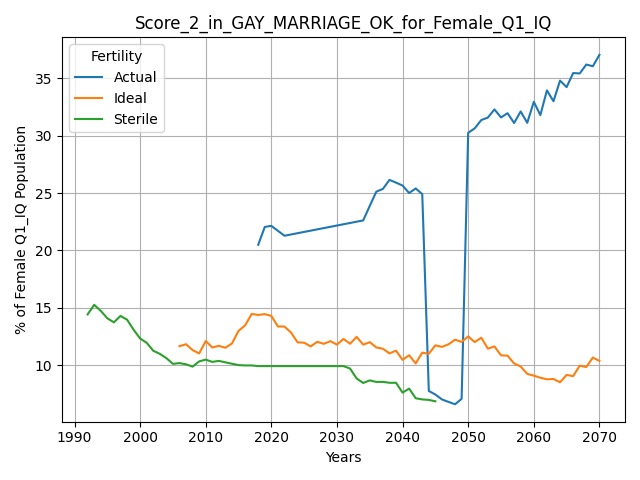 Score_2_in_GAY_MARRIAGE_OK_for_Female_Q1_IQ
Fertility
Actual
Ideal
Sterile
% of Female Q1_IQ Population
35
30
25
20
15
10
1990 2000 2010 2020 2030 2040 2050 2060 2070
Years